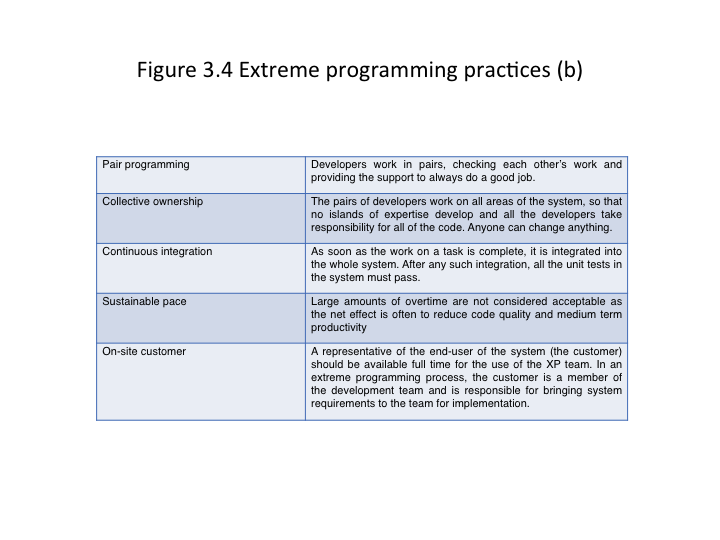 Figure 3.4 Extreme programming practices (b)
Pair programming
Developers work in pairs, checking each other’s work and
providing the support to always do a good job.
Collective ownership
The pairs of developers work on all areas of the system, so that
no islands of expertise develop and all the developers take
responsibility for all of the code. Anyone can change anything.
Continuous integration
As soon as the work on a task is complete, it is integrated into
the whole system. After any such integration, all the unit tests in
the system must pass.
Sustainable pace
Large amounts of overtime are not considered acceptable as
the net effect is often to reduce code quality and medium term
productivity
On-site customer
A representative of the end-user of the system (the customer)
should be available full time for the use of the XP team. In an
extreme programming process, the customer is a member of
the development team and is responsible for bringing system
requirements to the team for implementation.